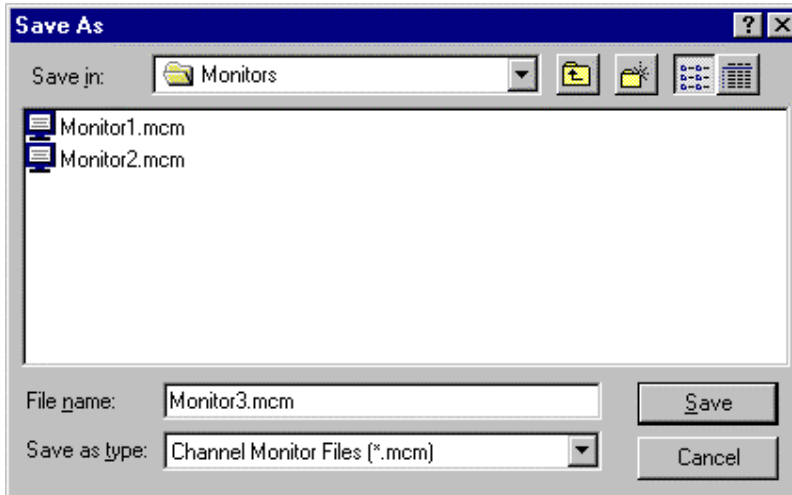 Save As
Save in: Monitors
Monitor1.mcm
Monitor2.mcm
File name: Monitor3.mcm Save
Save as type: Channel Monitor Files (*.mcm) Cancel